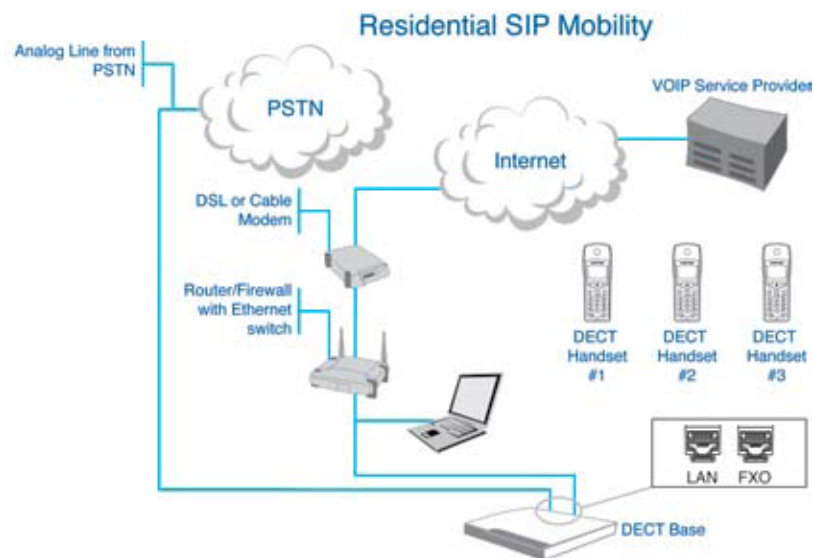 Residential SIP Mobility
Analog Line from
PSTN
PSTN
VOIP Service Provider
Internet
DSL or Cable
Modem
Router/Firewall
with Ethernet
switch
DECT
Handset
#1
DECT
Handset
#2
DECT
Handset
#3
LAN
FXO
DECT Base